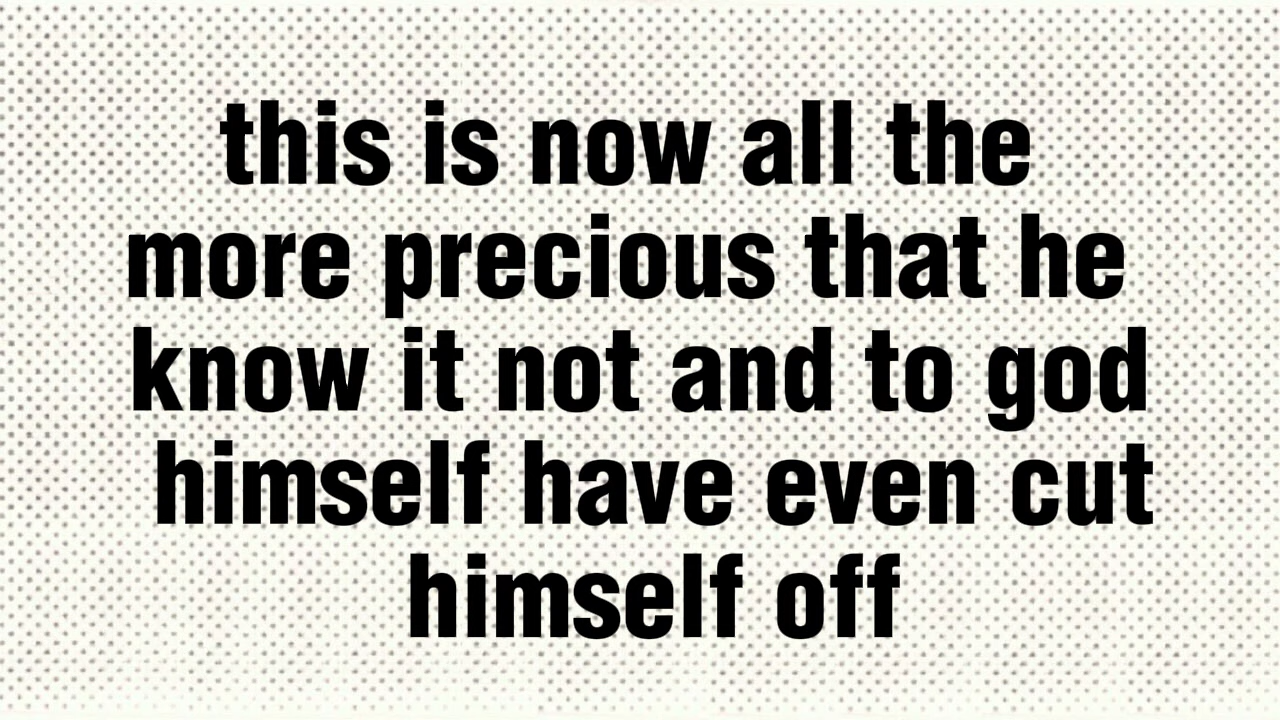 this is now all the
more precious that he
know it not and to god
himself have even cut
himself off